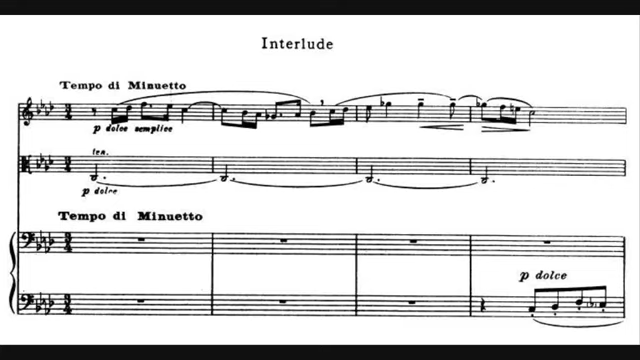 Interlude
Tempo di Minuetto
p dolce semplice
ten.
p dolce
Tempo di Minuetto
p dolce